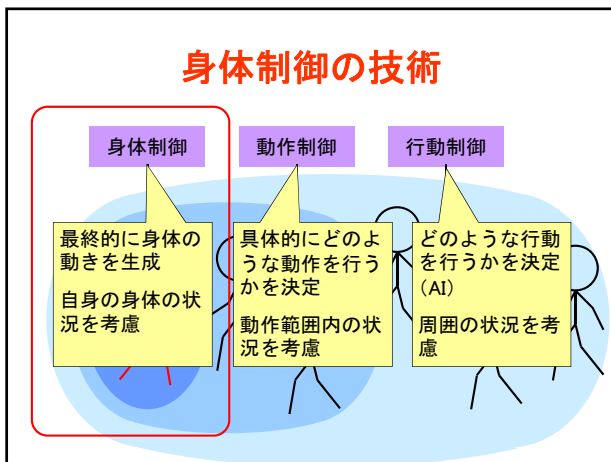 身体制御の技術
身体制御
動作制御
行動制御
最終的に身体の
動きを生成
自身の身体の状
況を考慮
具体的にどのよ
うな動作を行う
かを決定
動作範囲内の状
況を考慮
どのような行動
を行うかを決定
(AI)
周囲の状況を考
慮